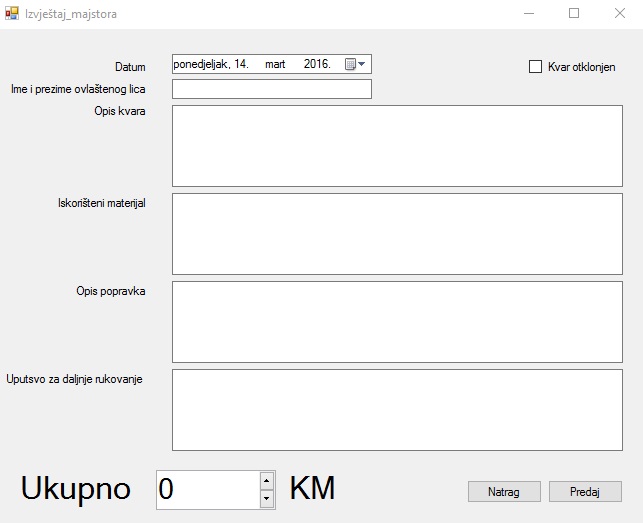 Izvještaj_majstora
Datum
ponedjeljak, 14. mart 2016.
Kvar otklonjen
Ime i prezime ovlaštenog lica
Opis kvara
Iskorišteni materijal
Opis popravka
Uputsvo za daljnje rukovanje
Ukupno 0 KM
Natrag
Predaj